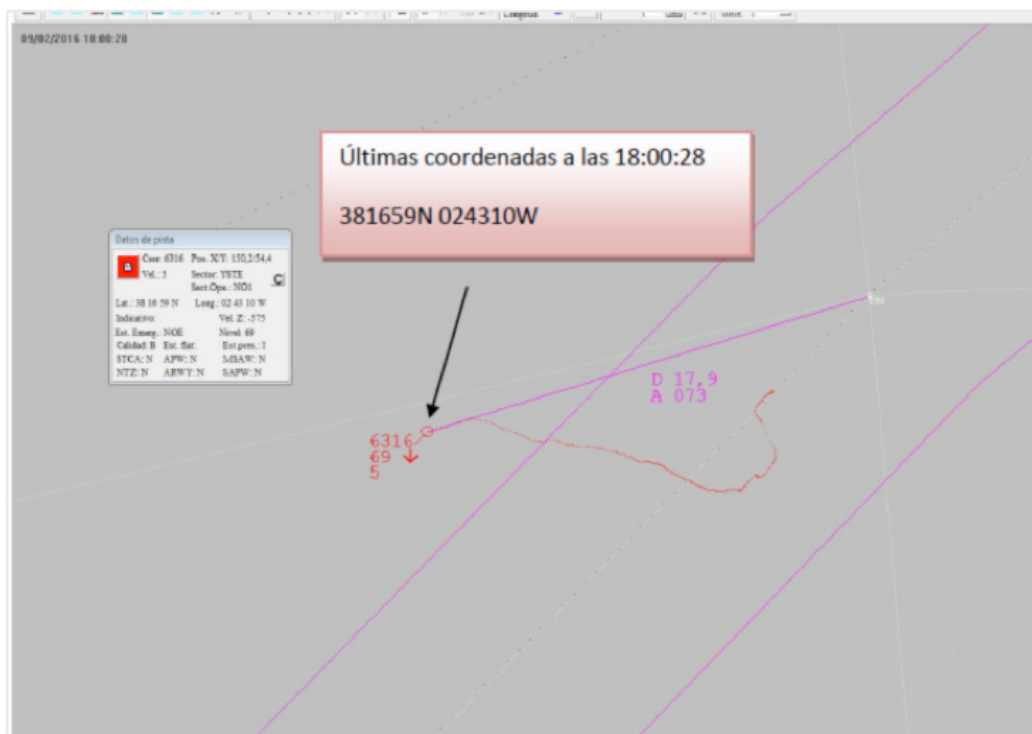 09/02/2016 18:00:28
Últimas coordenadas a las 18:00:28
381659N 024310W
Datos de pista
6316 Pos. X/Y: 150,2:54,4
Vel.: 5 Sector: YSTE
Sect.Ope.: NO1
C
Lat.: 38 16 59 N Long.: 02 43 10 W
Indicativo: Vel. Z: -575
Est. Emerg.: NOE Nivel: 69
Calidad: B Est. flat: Est.pres.: I
STCA: N APW: N MSAW: N
NTZ: N ARWY: N SAPW: N
D 17,9
A 073
6316
69
5